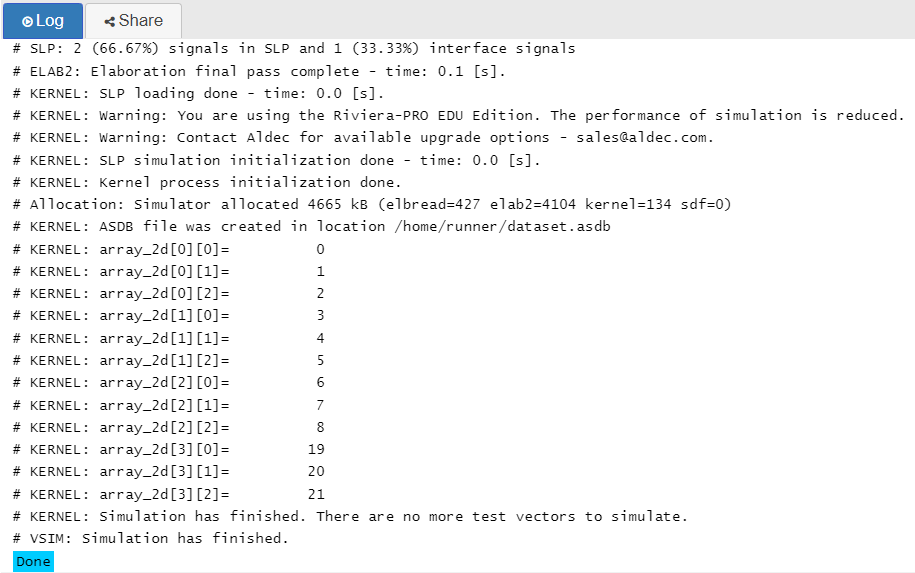 Log Share
# SLP: 2 (66.67%) signals in SLP and 1 (33.33%) interface signals
# ELAB2: Elaboration final pass complete - time: 0.1 [s].
# KERNEL: SLP loading done - time: 0.0 [s].
# KERNEL: Warning: You are using the Riviera-PRO EDU Edition. The performance of simulation is reduced.
# KERNEL: Warning: Contact Aldec for available upgrade options - sales@aldec.com.
# KERNEL: SLP simulation initialization done - time: 0.0 [s].
# KERNEL: Kernel process initialization done.
# Allocation: Simulator allocated 4665 kB (elbread=427 elab2=4104 kernel=134 sdf=0)
# KERNEL: ASDB file was created in location /home/runner/dataset.asdb
# KERNEL: array_2d[0][0]=          0
# KERNEL: array_2d[0][1]=          1
# KERNEL: array_2d[0][2]=          2
# KERNEL: array_2d[1][0]=          3
# KERNEL: array_2d[1][1]=          4
# KERNEL: array_2d[1][2]=          5
# KERNEL: array_2d[2][0]=          6
# KERNEL: array_2d[2][1]=          7
# KERNEL: array_2d[2][2]=          8
# KERNEL: array_2d[3][0]=         19
# KERNEL: array_2d[3][1]=         20
# KERNEL: array_2d[3][2]=         21
# KERNEL: Simulation has finished. There are no more test vectors to simulate.
# VSIM: Simulation has finished.
Done